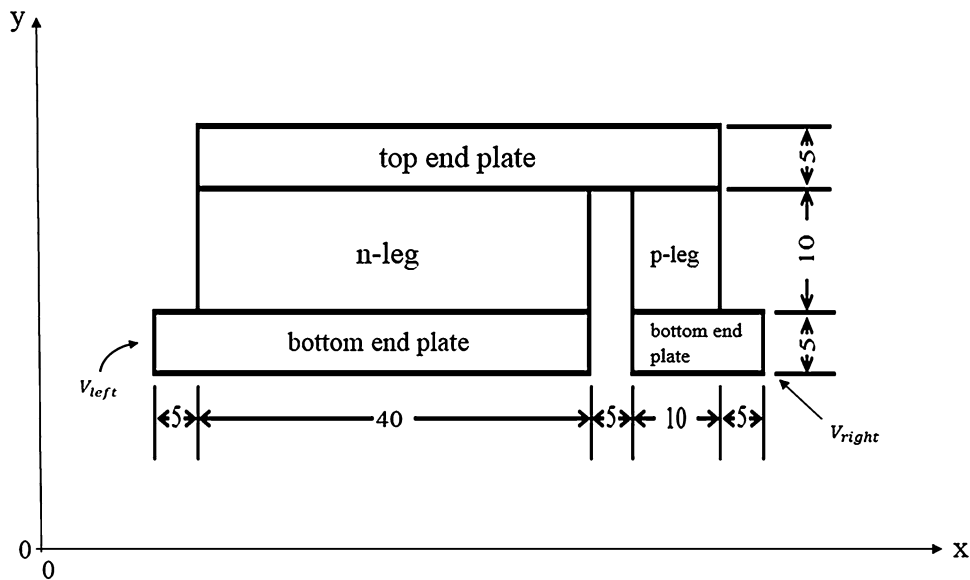 y
top end plate
5
n-leg
p-leg
10
bottom end plate
bottom end
plate
5
V_left
5
40
5
10
5
V_right
0
x
0